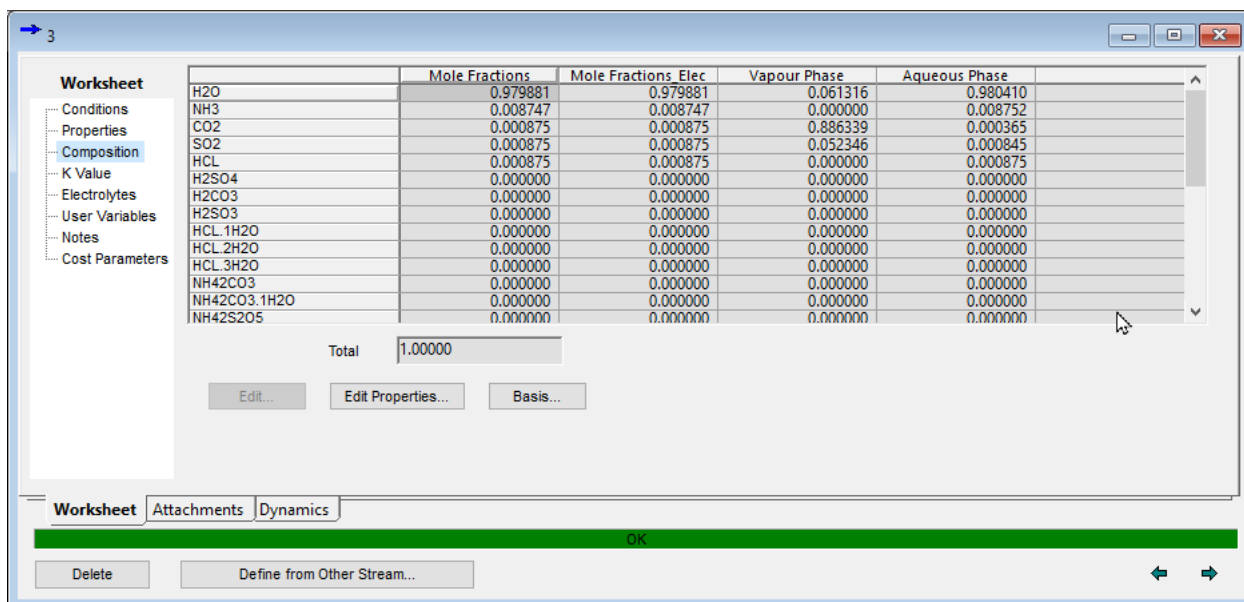 3
Worksheet
Conditions
Properties
Composition
K Value
Electrolytes
User Variables
Notes
Cost Parameters
Mole Fractions Mole Fractions_Elec Vapour Phase Aqueous Phase
H2O 0.979881 0.979881 0.061316 0.980410
NH3 0.008747 0.008747 0.000000 0.008752
CO2 0.000875 0.000875 0.886339 0.000365
SO2 0.000875 0.000875 0.052346 0.000845
HCL 0.000875 0.000875 0.000000 0.000875
H2SO4 0.000000 0.000000 0.000000 0.000000
H2CO3 0.000000 0.000000 0.000000 0.000000
H2SO3 0.000000 0.000000 0.000000 0.000000
HCL.1H2O 0.000000 0.000000 0.000000 0.000000
HCL.2H2O 0.000000 0.000000 0.000000 0.000000
HCL.3H2O 0.000000 0.000000 0.000000 0.000000
NH42CO3 0.000000 0.000000 0.000000 0.000000
NH42CO3.1H2O 0.000000 0.000000 0.000000 0.000000
NH42S2O5 0.000000 0.000000 0.000000 0.000000
Total 1.00000
Edit... Edit Properties... Basis...
Worksheet Attachments Dynamics
OK
Delete Define from Other Stream...